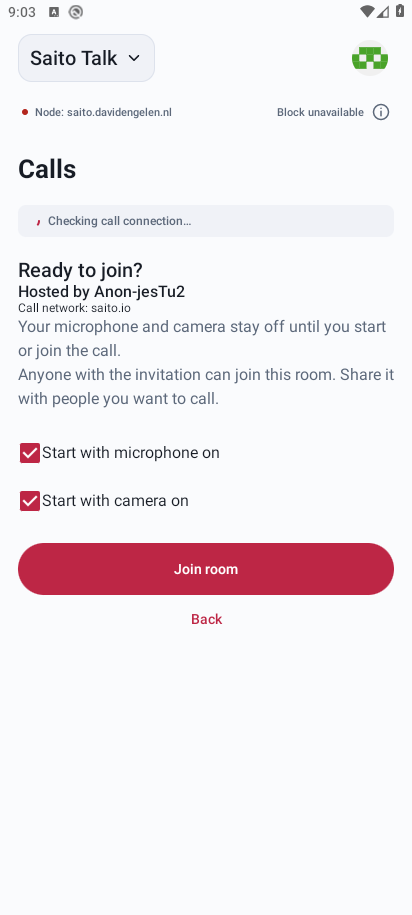 9:03
Saito Talk
Node: saito.davidengelen.nl
Block unavailable
Calls
Checking call connection...
Ready to join?
Hosted by Anon-jesTu2
Call network: saito.io
Your microphone and camera stay off until you start
or join the call.
Anyone with the invitation can join this room. Share it
with people you want to call.
Start with microphone on
Start with camera on
Join room
Back